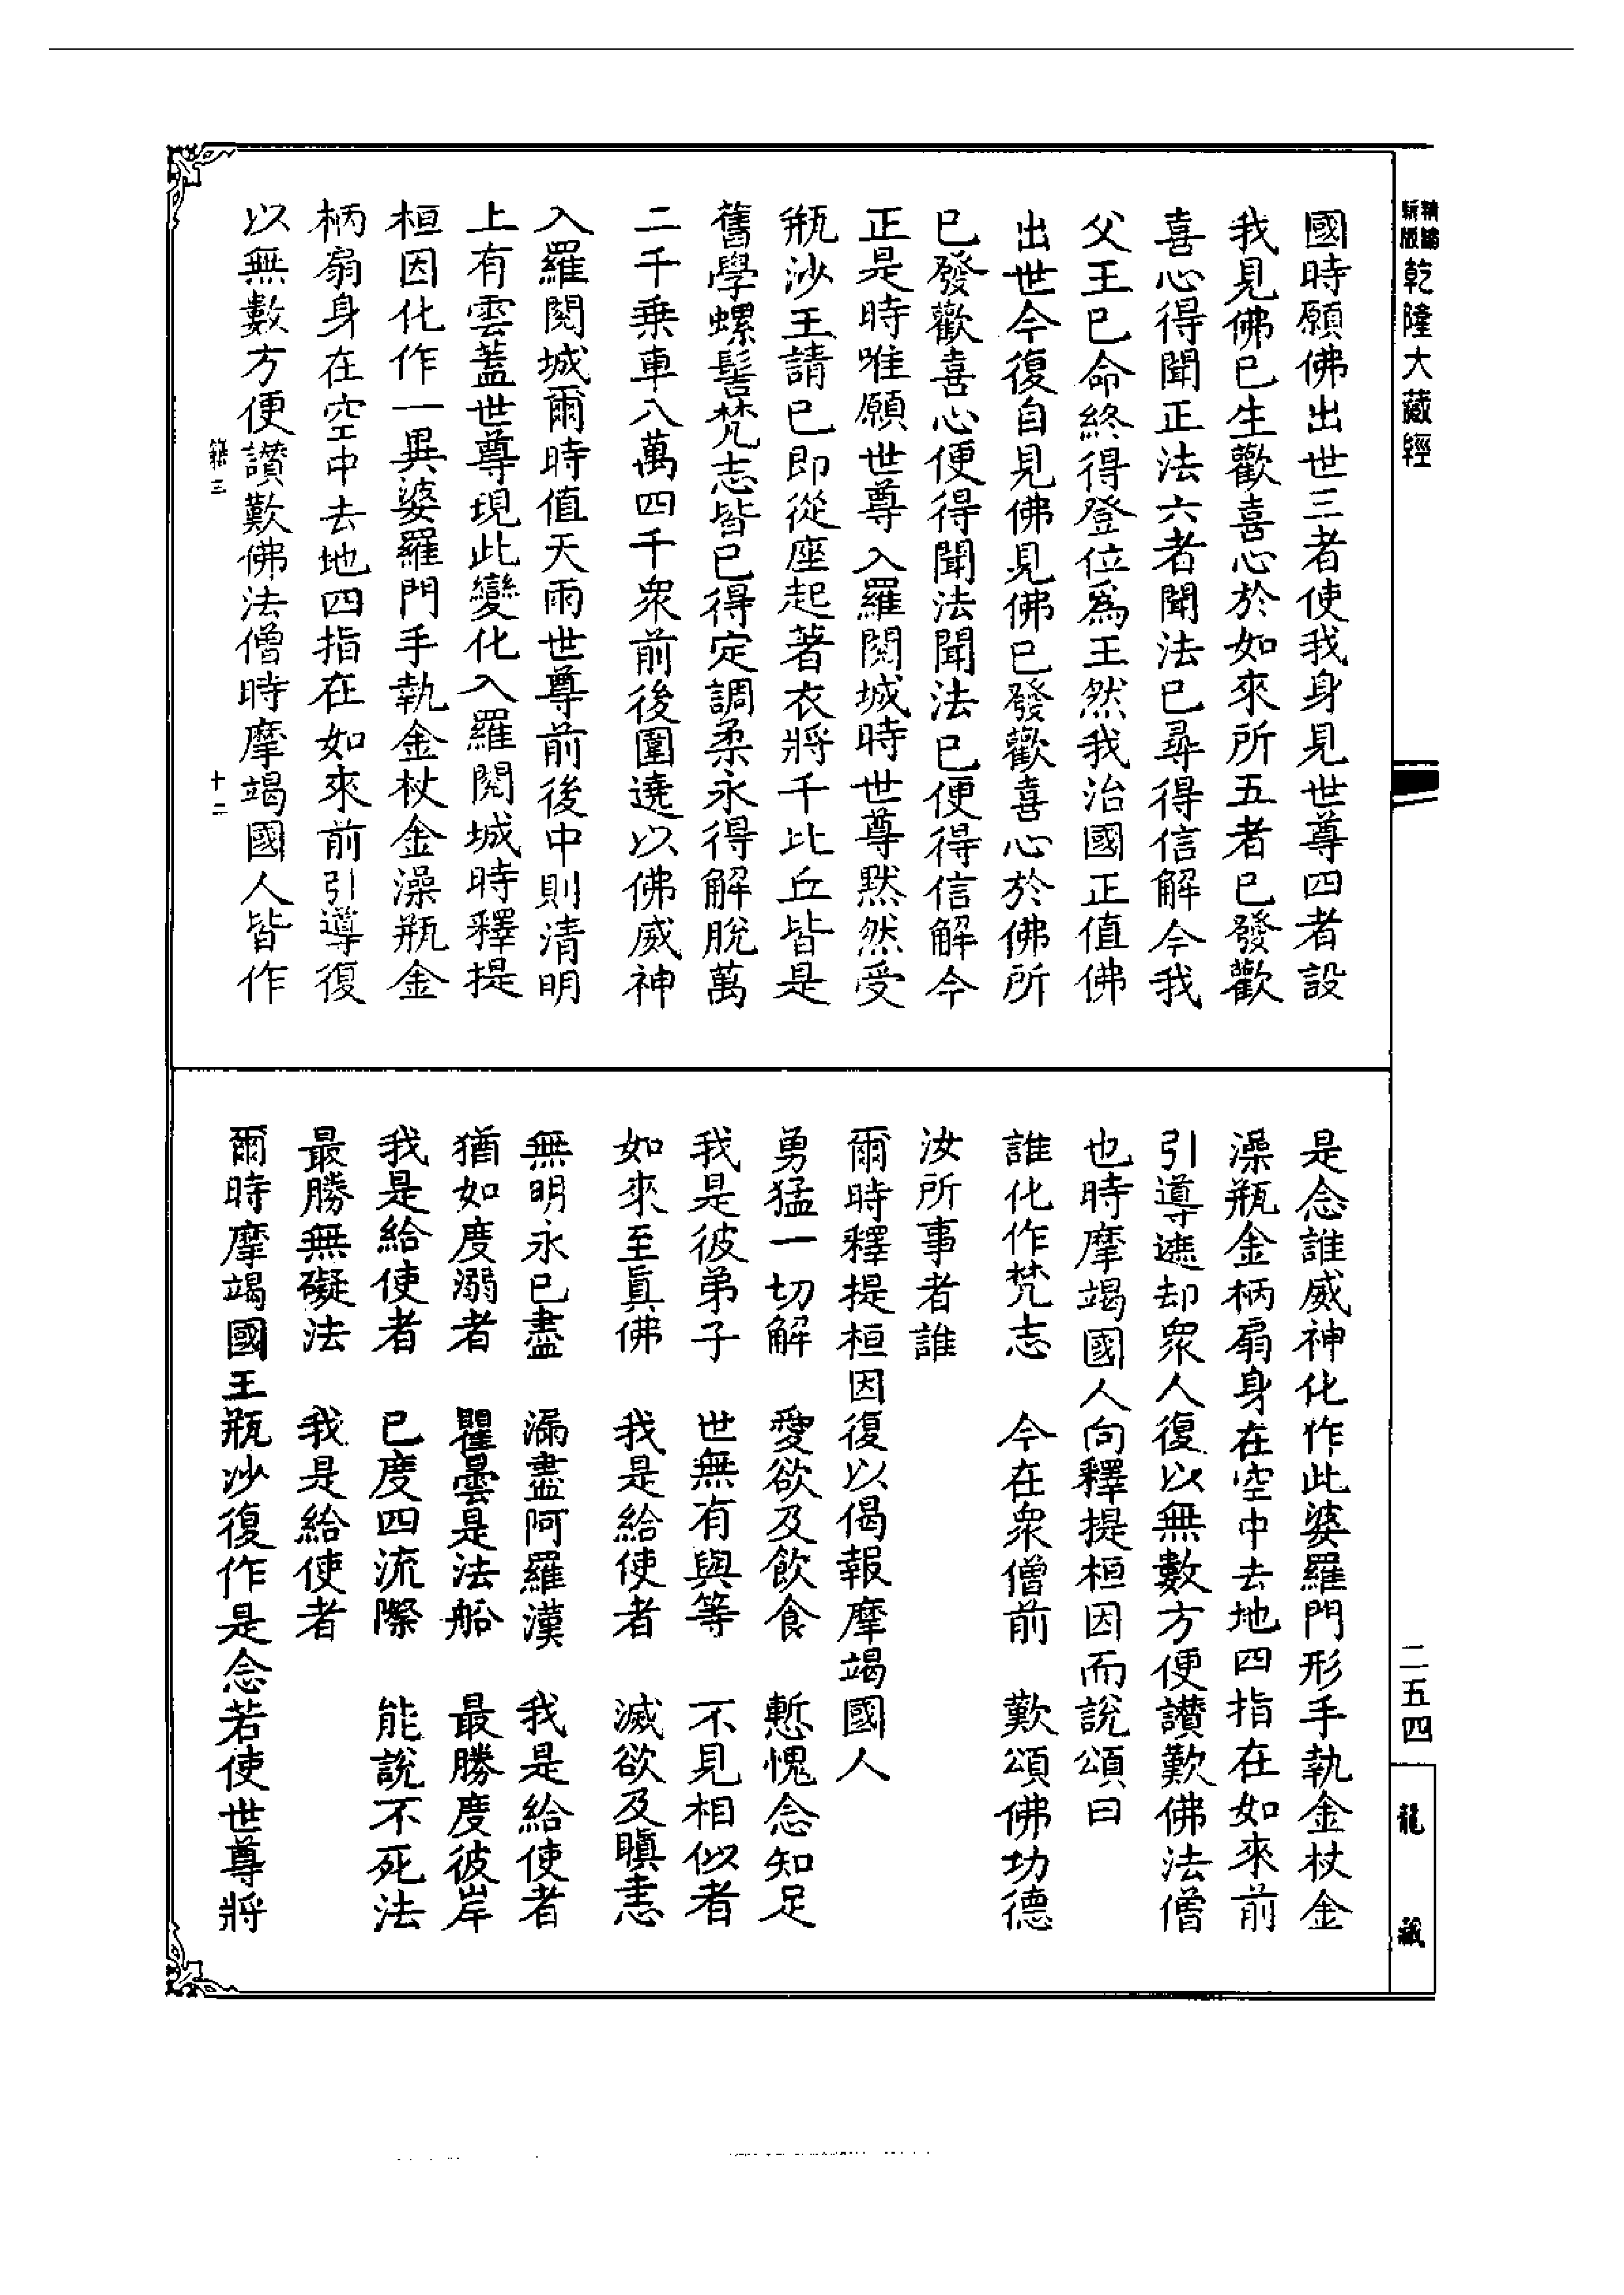 乾隆大藏經
國時願佛出世三者使我身見世尊四者設
我見佛已生歡喜心於如來所五者已發歡
喜心得聞正法六者聞法已尋得信解今我
父王已命終得登位為王然我治國正值佛
出世今復自見佛見佛已發歡喜心於佛所
已發歡喜心便得聞法聞法已便得信解今
正是時唯願世尊入羅閱城時世尊默然受
瓶沙王請已即從座起著衣將千比丘皆是
舊學螺髻梵志皆已得定調柔永得解脫萬
二千乘車八萬四千眾前後圍遶以佛威神
入羅閱城爾時值天雨世尊前後中則清明
上有雲蓋世尊現此變化入羅閱城時釋提
桓因化作一異婆羅門手執金杖金澡瓶金
柄扇身在空中去地四指在如來前引導復
以無數方便讚歎佛法僧時摩竭國人皆作
十二
是念誰威神化作此婆羅門形手執金杖金
澡瓶金柄扇身在空中去地四指在如來前
引導遮却眾人復以無數方便讚歎佛法僧
也時摩竭國人向釋提桓因而說頌曰
誰化作梵志　今在眾僧前　歎頌佛功德
汝所事者誰
爾時釋提桓因復以偈報摩竭國人
勇猛一切解　愛欲及飲食　慙愧念知足
我是彼弟子　世無有與等　不見相似者
如來至真佛　我是給使者　滅欲及瞋恚
無明永已盡　漏盡阿羅漢　我是給使者
猶如度溺者　瞿曇是法船　最勝度彼岸
我是給使者　已度四流際　能說不死法
最勝無礙法　我是給使者
爾時摩竭國王瓶沙復作是念若使世尊將
二五四
龍藏